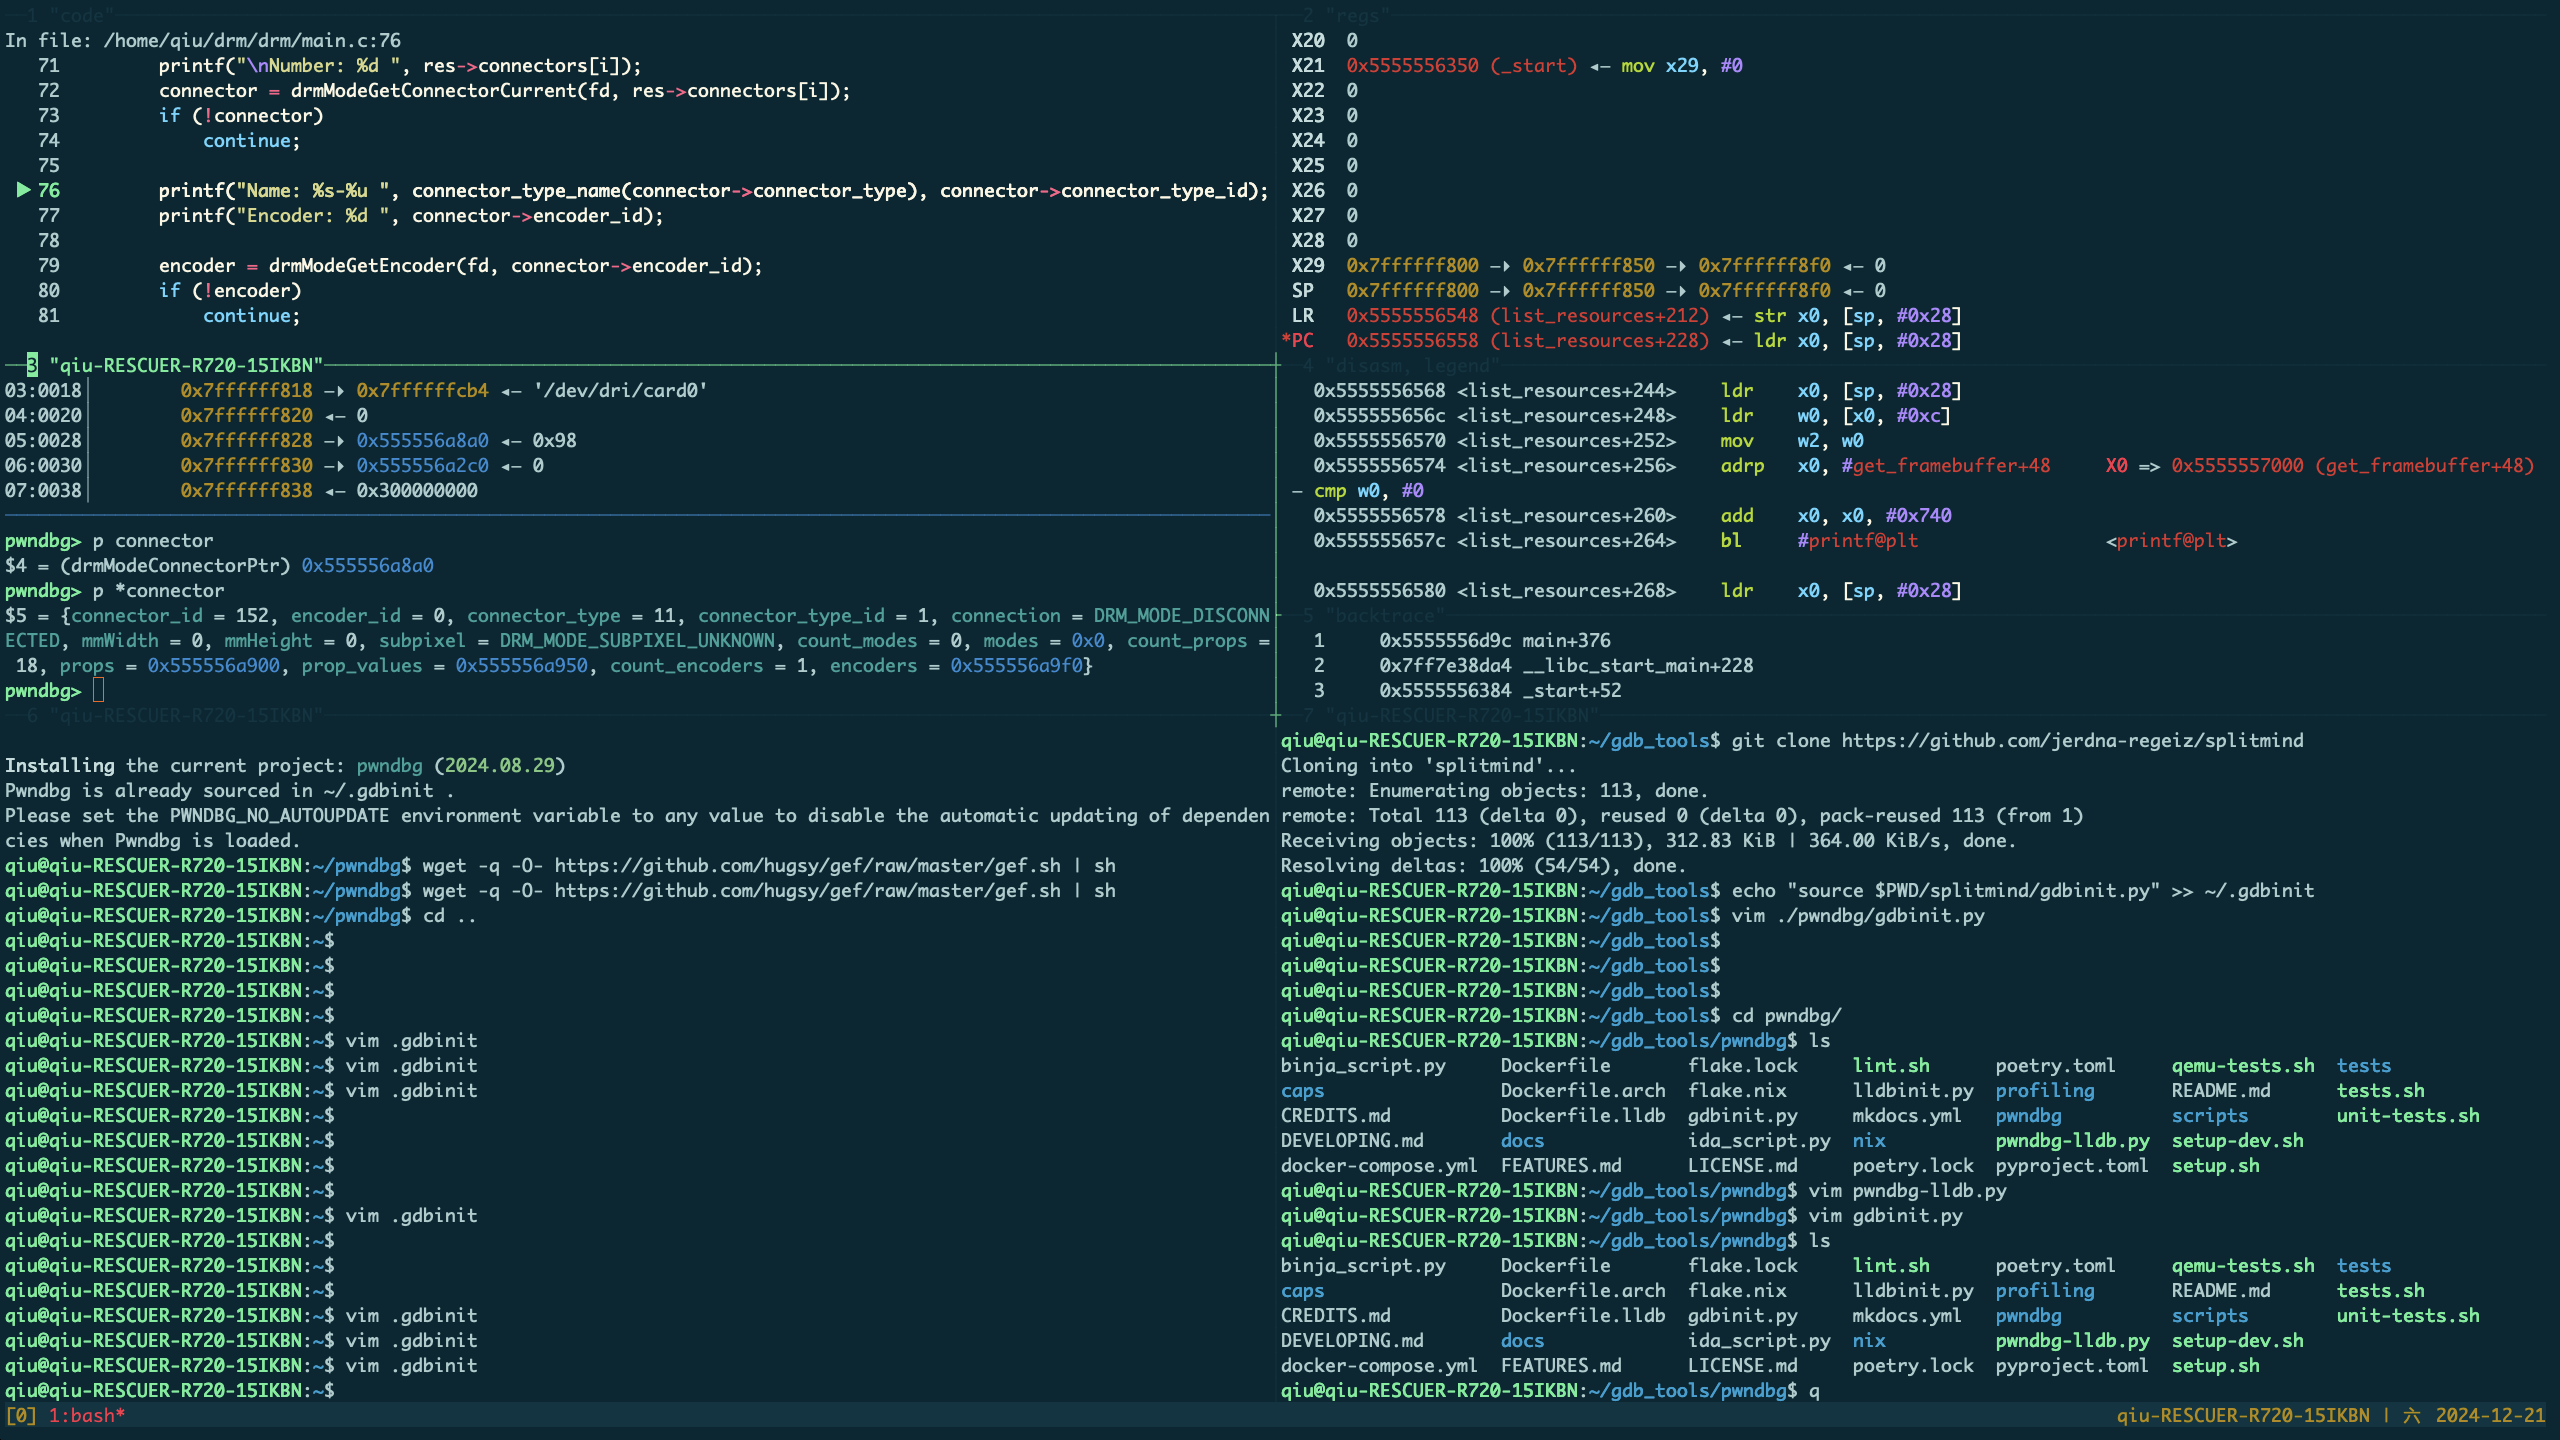 1 "code"
In file: /home/qiu/drm/drm/main.c:76
71         printf("\nNumber: %d ", res->connectors[i]);
72         connector = drmModeGetConnectorCurrent(fd, res->connectors[i]);
73         if (!connector)
74             continue;
75
► 76         printf("Name: %s-%u ", connector_type_name(connector->connector_type), connector->connector_type_id);
77         printf("Encoder: %d ", connector->encoder_id);
78
79         encoder = drmModeGetEncoder(fd, connector->encoder_id);
80         if (!encoder)
81             continue;
2 "regs"
X20  0
X21  0x5555556350 (_start) ◂— mov x29, #0
X22  0
X23  0
X24  0
X25  0
X26  0
X27  0
X28  0
X29  0x7ffffff800 —▸ 0x7ffffff850 —▸ 0x7ffffff8f0 ◂— 0
SP   0x7ffffff800 —▸ 0x7ffffff850 —▸ 0x7ffffff8f0 ◂— 0
LR   0x5555556548 (list_resources+212) ◂— str x0, [sp, #0x28]
*PC  0x5555556558 (list_resources+228) ◂— ldr x0, [sp, #0x28]
3 "qiu-RESCUER-R720-15IKBN"
03:0018│         0x7ffffff818 —▸ 0x7ffffffcb4 ◂— '/dev/dri/card0'
04:0020│         0x7ffffff820 ◂— 0
05:0028│         0x7ffffff828 —▸ 0x555556a8a0 ◂— 0x98
06:0030│         0x7ffffff830 —▸ 0x555556a2c0 ◂— 0
07:0038│         0x7ffffff838 ◂— 0x300000000
pwndbg> p connector
$4 = (drmModeConnectorPtr) 0x555556a8a0
pwndbg> p *connector
$5 = {connector_id = 152, encoder_id = 0, connector_type = 11, connector_type_id = 1, connection = DRM_MODE_DISCONN
ECTED, mmWidth = 0, mmHeight = 0, subpixel = DRM_MODE_SUBPIXEL_UNKNOWN, count_modes = 0, modes = 0x0, count_props =
18, props = 0x555556a900, prop_values = 0x555556a950, count_encoders = 1, encoders = 0x555556a9f0}
pwndbg>
4 "disasm, legend"
0x5555556568 <list_resources+244>    ldr    x0, [sp, #0x28]
0x555555656c <list_resources+248>    ldr    w0, [x0, #0xc]
0x5555556570 <list_resources+252>    mov    w2, w0
0x5555556574 <list_resources+256>    adrp   x0, #get_framebuffer+48     X0 => 0x5555557000 (get_framebuffer+48)
— cmp w0, #0
0x5555556578 <list_resources+260>    add    x0, x0, #0x740
0x555555657c <list_resources+264>    bl     #printf@plt                 <printf@plt>
0x5555556580 <list_resources+268>    ldr    x0, [sp, #0x28]
5 "backtrace"
1     0x5555556d9c main+376
2     0x7ff7e38da4 __libc_start_main+228
3     0x5555556384 _start+52
6 "qiu-RESCUER-R720-15IKBN"
Installing the current project: pwndbg (2024.08.29)
Pwndbg is already sourced in ~/.gdbinit .
Please set the PWNDBG_NO_AUTOUPDATE environment variable to any value to disable the automatic updating of dependen
cies when Pwndbg is loaded.
qiu@qiu-RESCUER-R720-15IKBN:~/pwndbg$ wget -q -O- https://github.com/hugsy/gef/raw/master/gef.sh | sh
qiu@qiu-RESCUER-R720-15IKBN:~/pwndbg$ wget -q -O- https://github.com/hugsy/gef/raw/master/gef.sh | sh
qiu@qiu-RESCUER-R720-15IKBN:~/pwndbg$ cd ..
qiu@qiu-RESCUER-R720-15IKBN:~$
qiu@qiu-RESCUER-R720-15IKBN:~$
qiu@qiu-RESCUER-R720-15IKBN:~$
qiu@qiu-RESCUER-R720-15IKBN:~$
qiu@qiu-RESCUER-R720-15IKBN:~$ vim .gdbinit
qiu@qiu-RESCUER-R720-15IKBN:~$ vim .gdbinit
qiu@qiu-RESCUER-R720-15IKBN:~$ vim .gdbinit
qiu@qiu-RESCUER-R720-15IKBN:~$
qiu@qiu-RESCUER-R720-15IKBN:~$
qiu@qiu-RESCUER-R720-15IKBN:~$
qiu@qiu-RESCUER-R720-15IKBN:~$
qiu@qiu-RESCUER-R720-15IKBN:~$ vim .gdbinit
qiu@qiu-RESCUER-R720-15IKBN:~$
qiu@qiu-RESCUER-R720-15IKBN:~$
qiu@qiu-RESCUER-R720-15IKBN:~$
qiu@qiu-RESCUER-R720-15IKBN:~$ vim .gdbinit
qiu@qiu-RESCUER-R720-15IKBN:~$ vim .gdbinit
qiu@qiu-RESCUER-R720-15IKBN:~$ vim .gdbinit
qiu@qiu-RESCUER-R720-15IKBN:~$
7 "qiu-RESCUER-R720-15IKBN"
qiu@qiu-RESCUER-R720-15IKBN:~/gdb_tools$ git clone https://github.com/jerdna-regeiz/splitmind
Cloning into 'splitmind'...
remote: Enumerating objects: 113, done.
remote: Total 113 (delta 0), reused 0 (delta 0), pack-reused 113 (from 1)
Receiving objects: 100% (113/113), 312.83 KiB | 364.00 KiB/s, done.
Resolving deltas: 100% (54/54), done.
qiu@qiu-RESCUER-R720-15IKBN:~/gdb_tools$ echo "source $PWD/splitmind/gdbinit.py" >> ~/.gdbinit
qiu@qiu-RESCUER-R720-15IKBN:~/gdb_tools$ vim ./pwndbg/gdbinit.py
qiu@qiu-RESCUER-R720-15IKBN:~/gdb_tools$
qiu@qiu-RESCUER-R720-15IKBN:~/gdb_tools$
qiu@qiu-RESCUER-R720-15IKBN:~/gdb_tools$
qiu@qiu-RESCUER-R720-15IKBN:~/gdb_tools$ cd pwndbg/
qiu@qiu-RESCUER-R720-15IKBN:~/gdb_tools/pwndbg$ ls
binja_script.py     Dockerfile       flake.lock     lint.sh      poetry.toml     qemu-tests.sh  tests
caps                Dockerfile.arch  flake.nix      lldbinit.py  profiling       README.md      tests.sh
CREDITS.md          Dockerfile.lldb  gdbinit.py     mkdocs.yml   pwndbg          scripts        unit-tests.sh
DEVELOPING.md       docs             ida_script.py  nix          pwndbg-lldb.py  setup-dev.sh
docker-compose.yml  FEATURES.md      LICENSE.md     poetry.lock  pyproject.toml  setup.sh
qiu@qiu-RESCUER-R720-15IKBN:~/gdb_tools/pwndbg$ vim pwndbg-lldb.py
qiu@qiu-RESCUER-R720-15IKBN:~/gdb_tools/pwndbg$ vim gdbinit.py
qiu@qiu-RESCUER-R720-15IKBN:~/gdb_tools/pwndbg$ ls
binja_script.py     Dockerfile       flake.lock     lint.sh      poetry.toml     qemu-tests.sh  tests
caps                Dockerfile.arch  flake.nix      lldbinit.py  profiling       README.md      tests.sh
CREDITS.md          Dockerfile.lldb  gdbinit.py     mkdocs.yml   pwndbg          scripts        unit-tests.sh
DEVELOPING.md       docs             ida_script.py  nix          pwndbg-lldb.py  setup-dev.sh
docker-compose.yml  FEATURES.md      LICENSE.md     poetry.lock  pyproject.toml  setup.sh
qiu@qiu-RESCUER-R720-15IKBN:~/gdb_tools/pwndbg$ q
[0] 1:bash*
qiu-RESCUER-R720-15IKBN | 六 2024-12-21